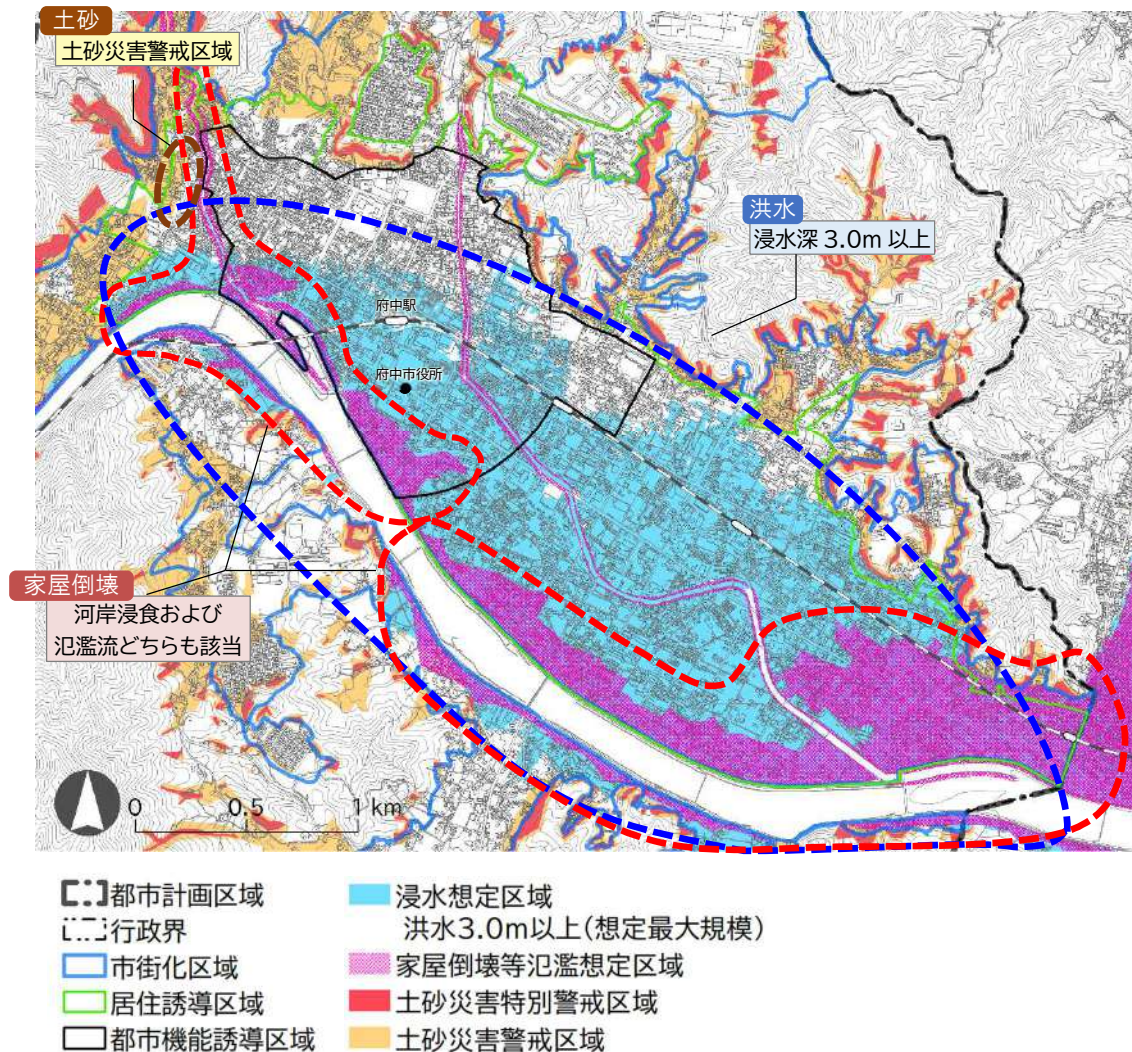 土砂
土砂災害警戒区域
洪水
浸水深 3.0m 以上
府中駅
府中市役所
家屋倒壊
河岸浸食および
氾濫流どちらも該当
0 0.5 1 km
都市計画区域
行政界
市街化区域
居住誘導区域
都市機能誘導区域
浸水想定区域
洪水3.0m以上(想定最大規模)
家屋倒壊等氾濫想定区域
土砂災害特別警戒区域
土砂災害警戒区域